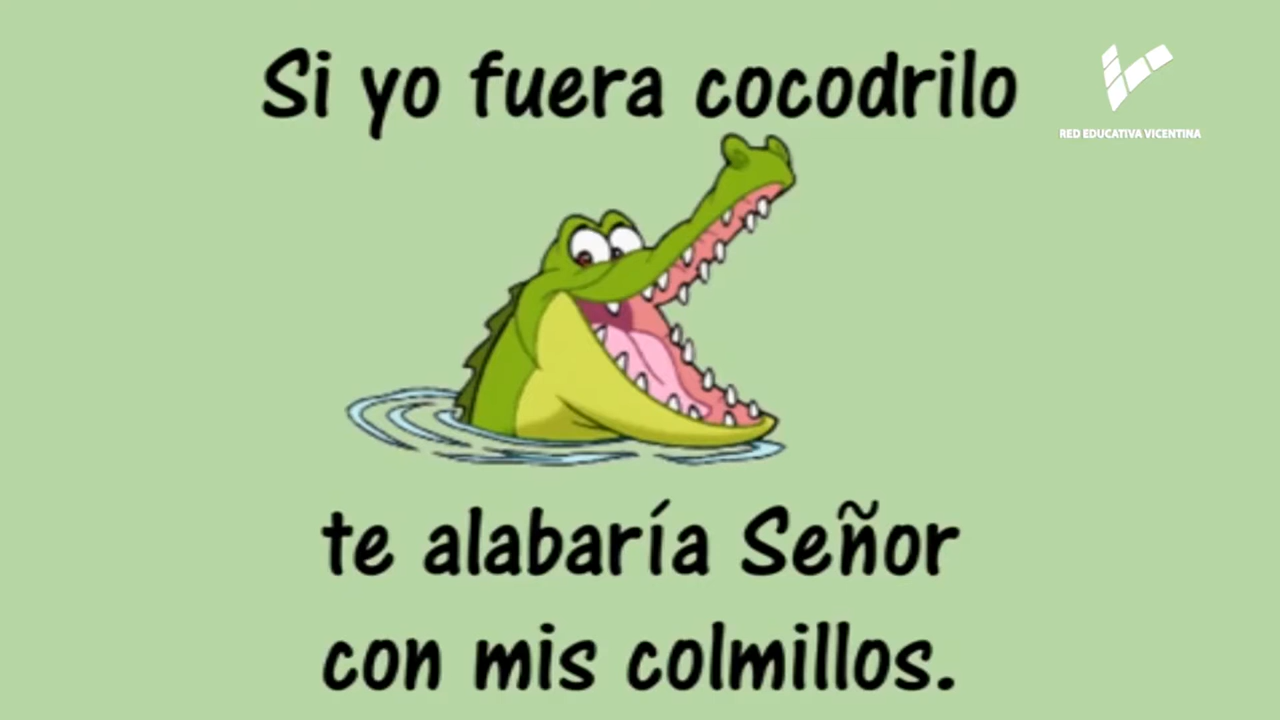 Si yo fuera cocodrilo
RED EDUCATIVA VICENTINA
te alabaría Señor
con mis colmillos.